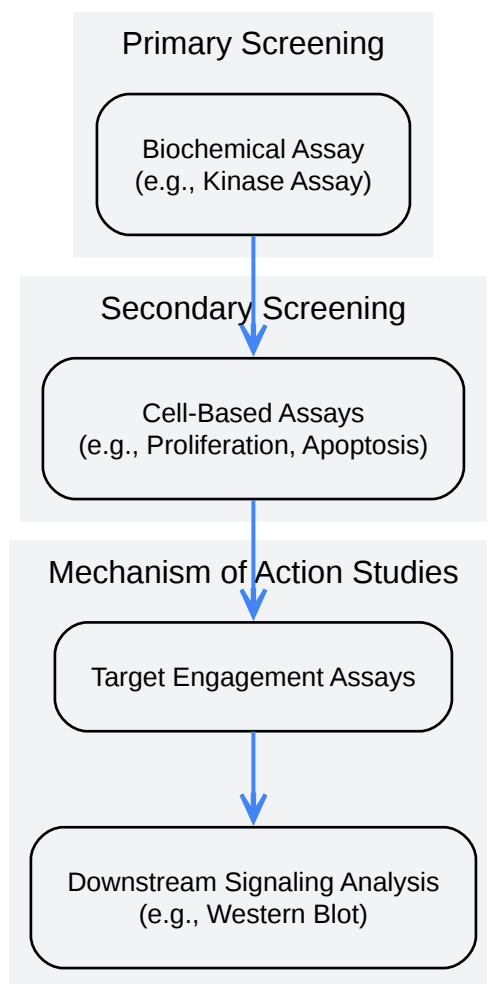 Primary Screening
Biochemical Assay
(e.g., Kinase Assay)
Secondary Screening
Cell-Based Assays
(e.g., Proliferation, Apoptosis)
Mechanism of Action Studies
Target Engagement Assays
Downstream Signaling Analysis
(e.g., Western Blot)